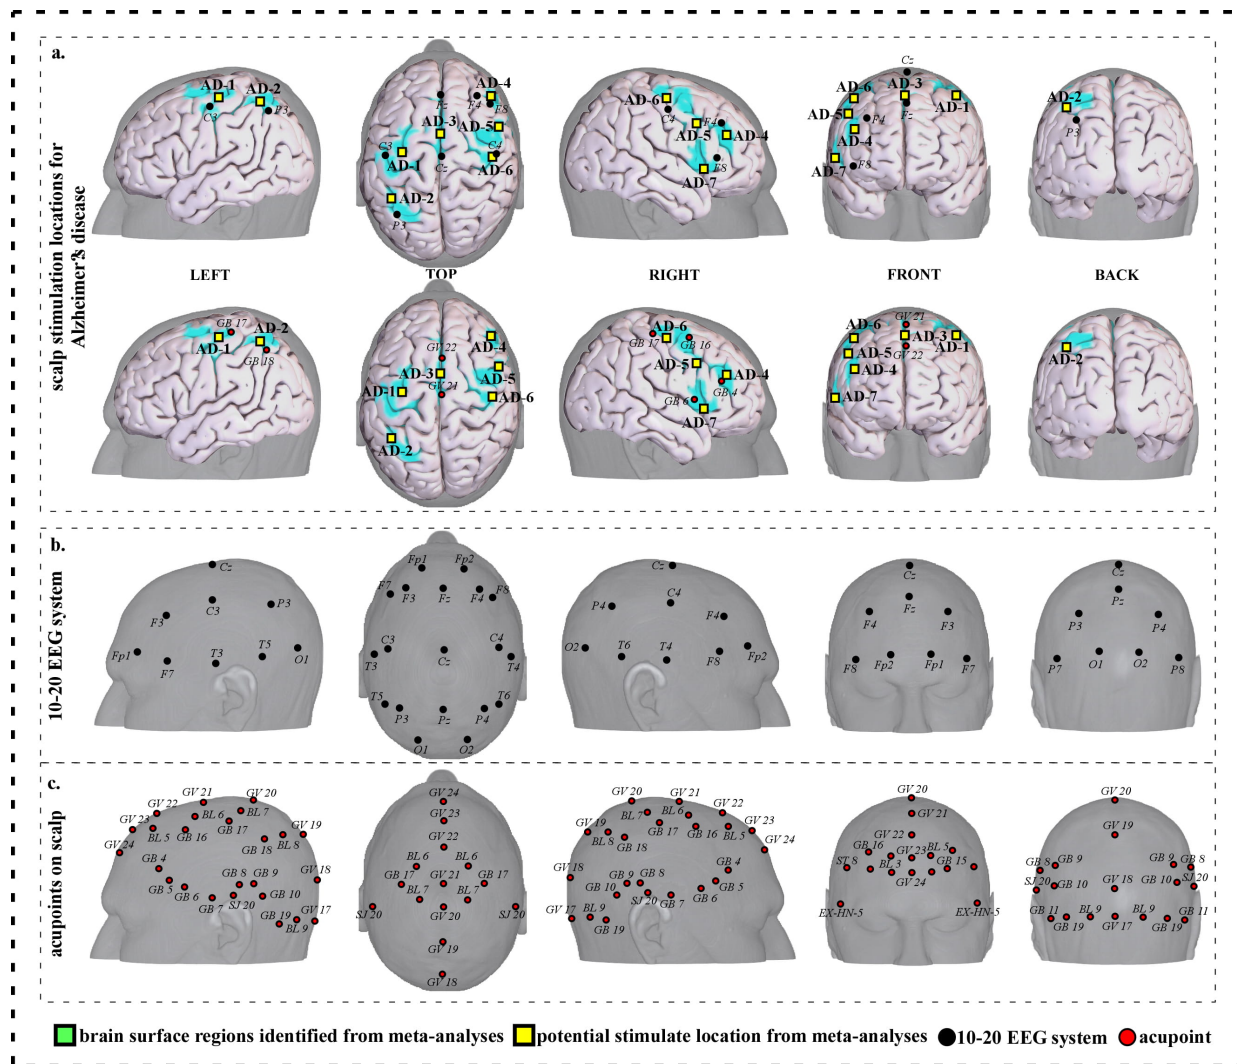 a.
scalp stimulation locations for
Alzheimer's disease
AD-1
AD-2
C3
P3
AD-4
Fz
F4
F8
AD-3
AD-5
C3
C4
AD-1
Cz
AD-6
AD-2
P3
AD-6
C4
F4
AD-5
AD-4
F8
AD-7
Cz
AD-6
AD-3
AD-1
AD-5
F4
Fz
AD-4
AD-7
F8
AD-2
P3
LEFT
TOP
RIGHT
FRONT
BACK
GB 17
AD-2
AD-1
GB 18
AD-4
GV 22
AD-3
AD-5
GV 21
AD-1
AD-6
AD-2
AD-6
GB 17
GB 16
AD-5
AD-4
GB 4
GB 6
AD-7
GV 21
AD-6
AD-3
AD-1
AD-5
GV 22
AD-4
AD-7
AD-2
b.
10-20 EEG system
Cz
C3
P3
F3
Fp1
F7
T3
T5
O1
Fp1
Fp2
F7
F3
Fz
F4
F8
C3
C4
T3
Cz
T4
T5
T6
P3
Pz
P4
O1
O2
Cz
P4
C4
F4
O2
T6
T4
F8
Fp2
Cz
Fz
F4
F3
F8
Fp2
Fp1
F7
Cz
Pz
P3
P4
P7
O1
O2
P8
c.
acupoints on scalp
GV 21
GV 20
GV 22
BL 6
BL 7
GV 23
BL 5
GB 16
GB 17
GV 19
GV 24
GB 18
BL 8
GB 4
GV 18
GB 5
GB 6
GB 8
GB 9
GB 7
SJ 20
GB 10
GB 19
GV 17
BL 9
GV 24
GV 23
GV 22
BL 6
BL 6
GB 17
GV 21
GB 17
BL 7
BL 7
SJ 20
GV 20
SJ 20
GV 19
GV 18
GV 20
GV 21
BL 7
BL 6
GV 22
GV 19
GB 17
GB 16
BL 5
GV 23
BL 8
GB 18
GV 24
GV 18
GB 4
GB 9
GB 8
GB 5
GB 10
GB 6
SJ 20
GB 7
GV 17
BL 9
GB 19
GV 20
GV 21
GV 22
GB 16
GV 23
BL 5
ST 8
BL 3
GB 15
GV 24
EX-HN-5
EX-HN-5
GV 20
GV 19
GB 8
GB 9
GB 9
GB 8
SJ 20
GB 10
GV 18
GB 10
SJ 20
GB 11
BL 9
BL 9
GB 11
GB 19
GV 17
GB 19
brain surface regions identified from meta-analyses
potential stimulate location from meta-analyses
10-20 EEG system
acupoint